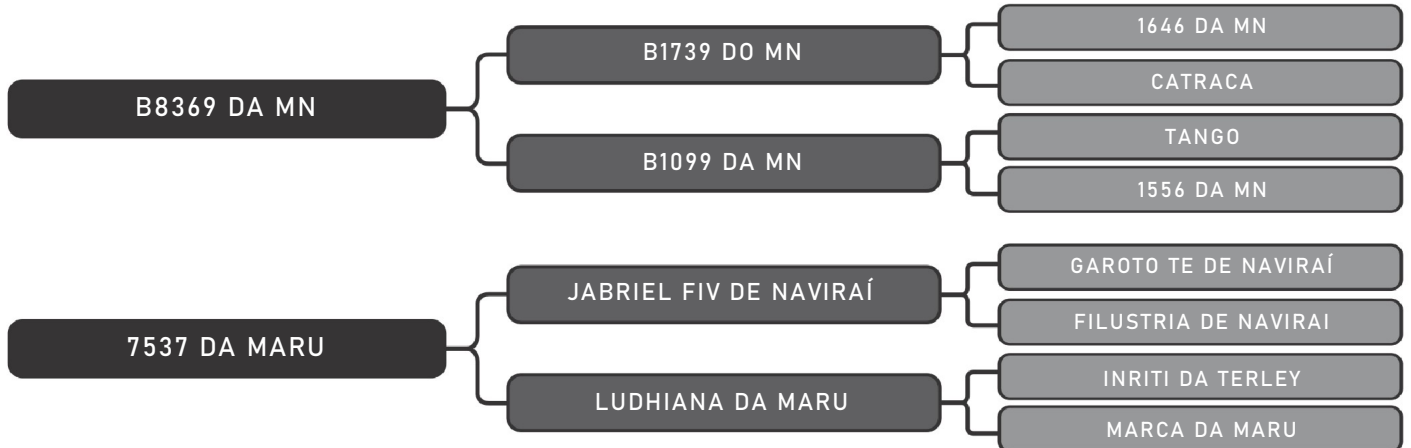 B8369 DA MN
B1739 DO MN
1646 DA MN
CATRACA
B1099 DA MN
TANGO
1556 DA MN
7537 DA MARU
JABRIEL FIV DE NAVIRAÍ
GAROTO TE DE NAVIRAÍ
FILUSTRIA DE NAVIRAI
LUDHIANA DA MARU
INRITI DA TERLEY
MARCA DA MARU